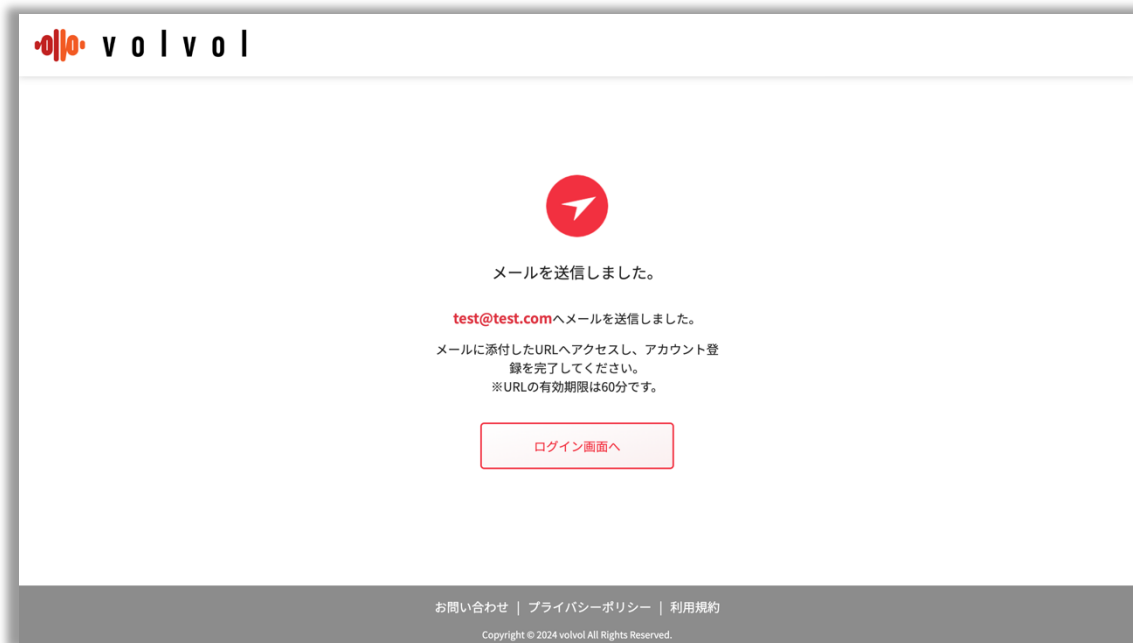 volvol
メールを送信しました。
test@test.comへメールを送信しました。
メールに添付したURLへアクセスし、アカウント登
録を完了してください。
※URLの有効期限は60分です。
ログイン画面へ
お問い合わせ | プライバシーポリシー | 利用規約
Copyright © 2024 volvol All Rights Reserved.